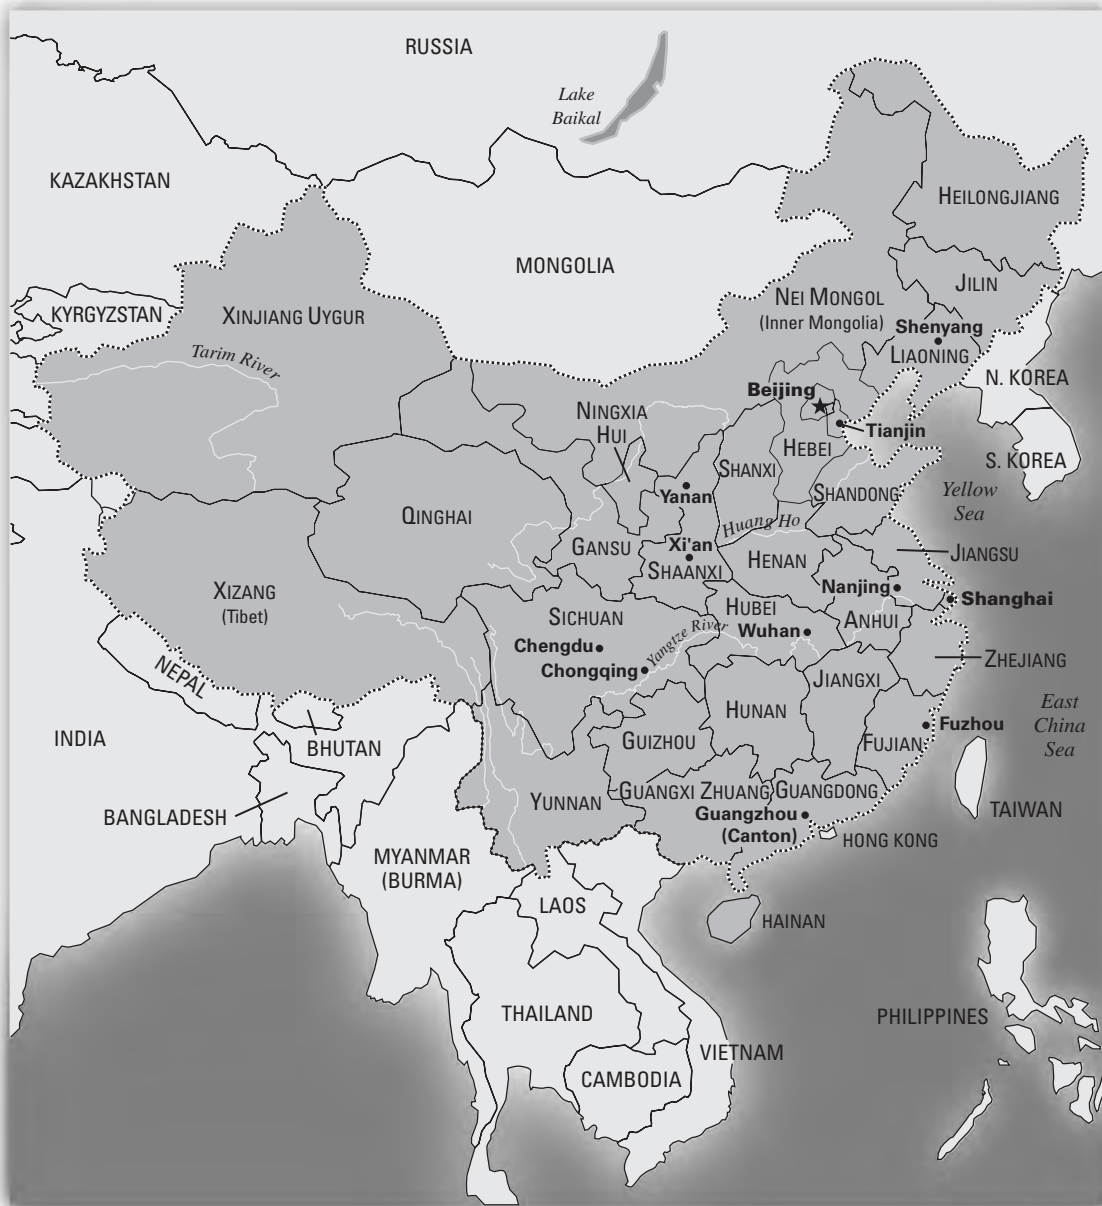 RUSSIA
Lake
Baikal
KAZAKHSTAN
HEILONGJIANG
MONGOLIA
JILIN
NEI MONGOL
(Inner Mongolia)
KYRGYZSTAN
XINJIANG UYGUR
Shenyang
LIAONING
Tarim River
N. KOREA
Beijing
NINGXIA
HUI
Tianjin
HEBEI
S. KOREA
SHANXI
Yanan
SHANDONG
Yellow
Sea
QINGHAI
Huang Ho
GANSU
Xi'an
SHAANXI
HENAN
JIANGSU
XIZANG
(Tibet)
Nanjing
Shanghai
SICHUAN
HUBEI
ANHUI
Wuhan
Yangtze River
Chengdu
Chongqing
ZHEJIANG
NEPAL
JIANGXI
HUNAN
East
China
Sea
INDIA
BHUTAN
GUIZHOU
Fuzhou
FUJIAN
YUNNAN
GUANGXI ZHUANG
GUANGDONG
BANGLADESH
Guangzhou
(Canton)
TAIWAN
HONG KONG
MYANMAR
(BURMA)
LAOS
HAINAN
THAILAND
PHILIPPINES
VIETNAM
CAMBODIA